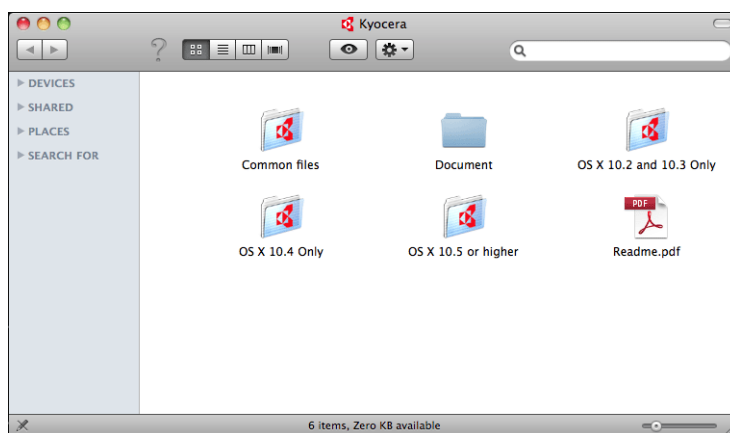 Kyocera
DEVICES
SHARED
PLACES
SEARCH FOR
Common files
Document
OS X 10.2 and 10.3 Only
OS X 10.4 Only
OS X 10.5 or higher
PDF
Readme.pdf
6 items, Zero KB available